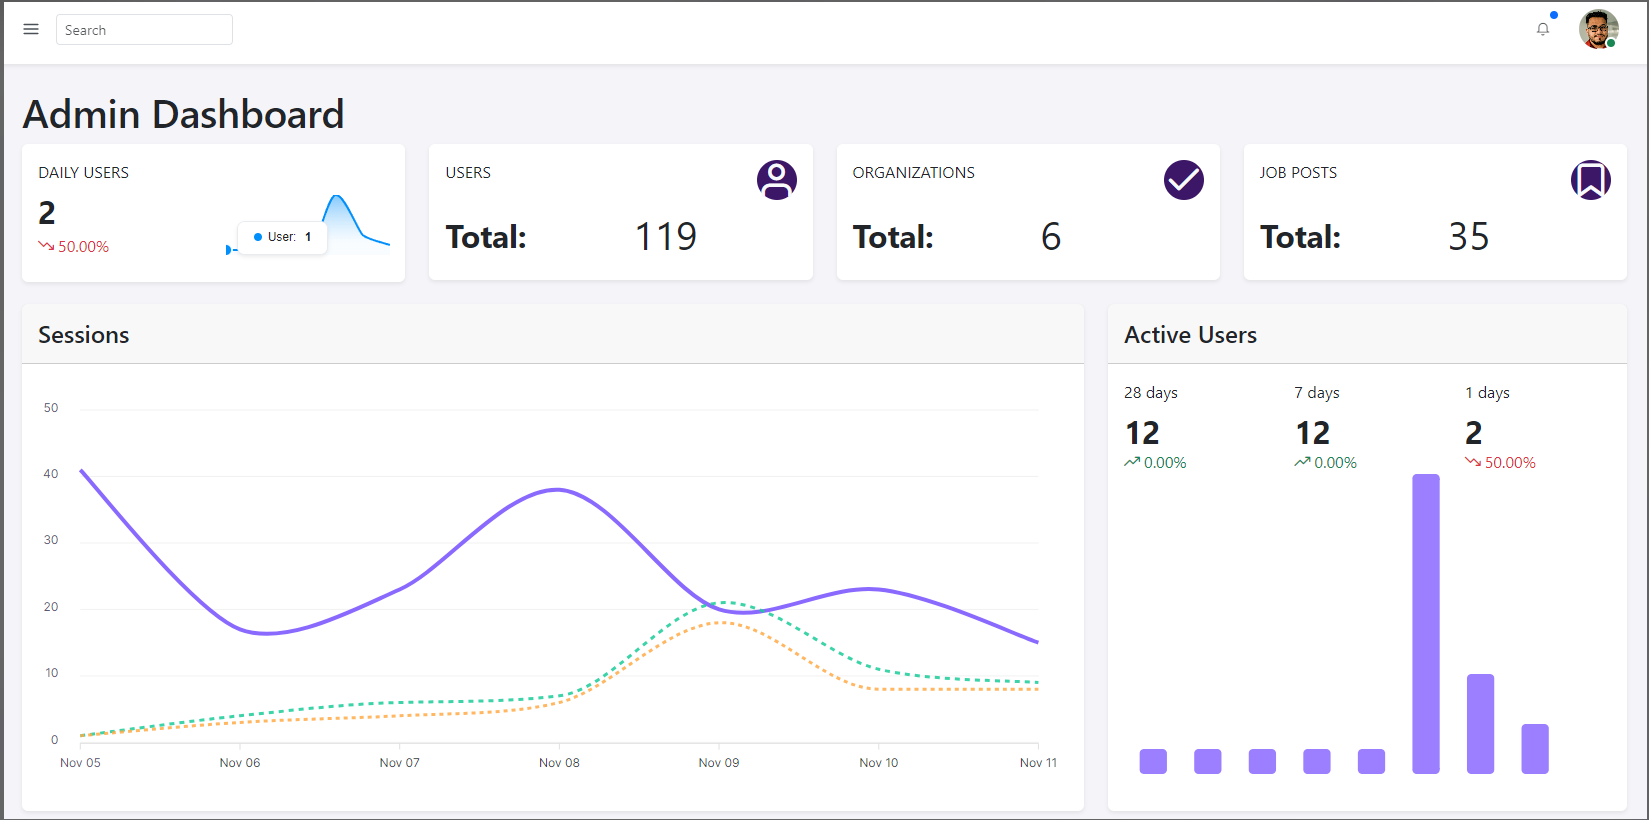 Search
Admin Dashboard
DAILY USERS
2
50.00%
User: 1
USERS
Total: 119
ORGANIZATIONS
Total: 6
JOB POSTS
Total: 35
Sessions
50
40
30
20
10
0
Nov 05 Nov 06 Nov 07 Nov 08 Nov 09 Nov 10 Nov 11
Active Users
28 days 7 days 1 days
12 12 2
0.00% 0.00% 50.00%